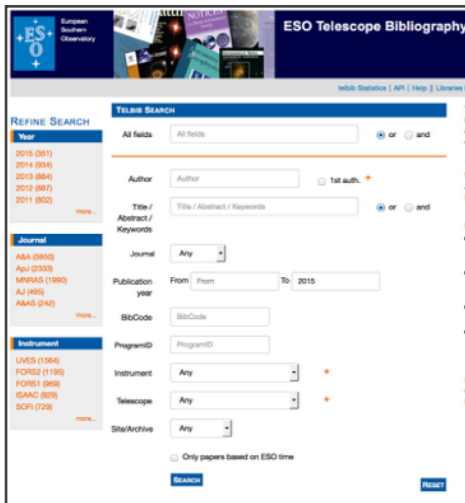 European
Southern
Observatory
ESO Telescope Bibliography
telbib Statistics | API | Help | Libraries
REFINE SEARCH
Year
2015 (351)
2014 (934)
2013 (884)
2012 (887)
2011 (802)
more...
Journal
A&A (5950)
ApJ (2333)
MNRAS (1990)
AJ (495)
A&AS (242)
more...
Instrument
UVES (1564)
FORS2 (1195)
FORS1 (969)
ISAAC (929)
SOFI (729)
more...
TELBIB SEARCH
All fields All fields or and
Author Author 1st auth. +
Title / Title / Abstract / Keywords or and
Abstract /
Keywords
Journal Any
Publication From From To 2015
year
BibCode BibCode
ProgramID ProgramID
Instrument Any +
Telescope Any +
Site/Archive Any
Only papers based on ESO time
SEARCH RESET